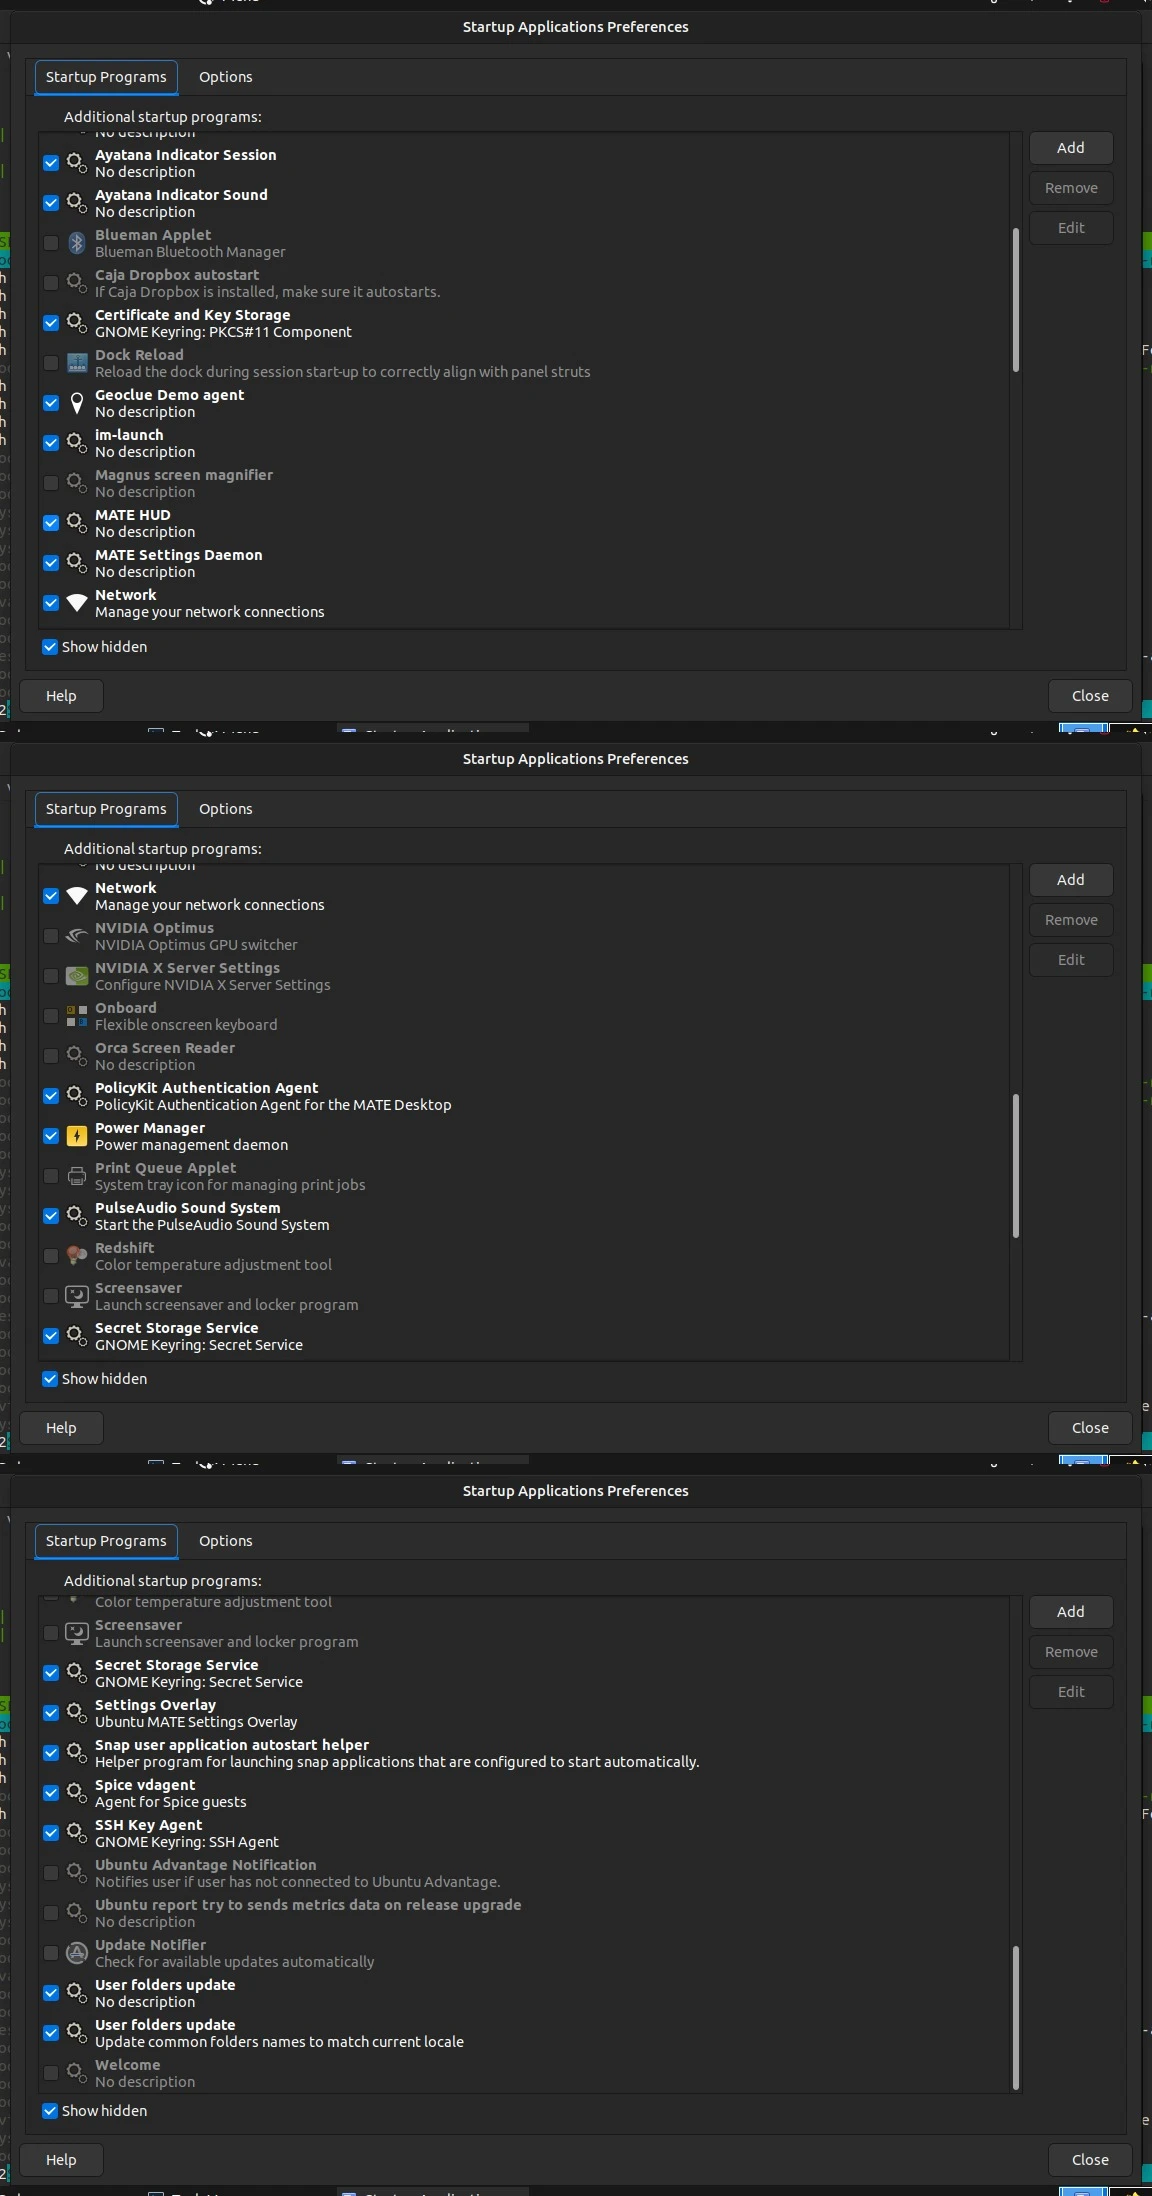 Startup Applications Preferences
Startup Programs
Options
Additional startup programs:
No description
Ayatana Indicator Session
No description
Ayatana Indicator Sound
No description
Blueman Applet
Blueman Bluetooth Manager
Caja Dropbox autostart
If Caja Dropbox is installed, make sure it autostarts.
Certificate and Key Storage
GNOME Keyring: PKCS#11 Component
Dock Reload
Reload the dock during session start-up to correctly align with panel struts
Geoclue Demo agent
No description
im-launch
No description
Magnus screen magnifier
No description
MATE HUD
No description
MATE Settings Daemon
No description
Network
Manage your network connections
Add
Remove
Edit
Show hidden
Help
Close
Startup Applications Preferences
Startup Programs
Options
Additional startup programs:
No description
Network
Manage your network connections
NVIDIA Optimus
NVIDIA Optimus GPU switcher
NVIDIA X Server Settings
Configure NVIDIA X Server Settings
Onboard
Flexible onscreen keyboard
Orca Screen Reader
No description
PolicyKit Authentication Agent
PolicyKit Authentication Agent for the MATE Desktop
Power Manager
Power management daemon
Print Queue Applet
System tray icon for managing print jobs
PulseAudio Sound System
Start the PulseAudio Sound System
Redshift
Color temperature adjustment tool
Screensaver
Launch screensaver and locker program
Secret Storage Service
GNOME Keyring: Secret Service
Add
Remove
Edit
Show hidden
Help
Close
Startup Applications Preferences
Startup Programs
Options
Additional startup programs:
Color temperature adjustment tool
Screensaver
Launch screensaver and locker program
Secret Storage Service
GNOME Keyring: Secret Service
Settings Overlay
Ubuntu MATE Settings Overlay
Snap user application autostart helper
Helper program for launching snap applications that are configured to start automatically.
Spice vdagent
Agent for Spice guests
SSH Key Agent
GNOME Keyring: SSH Agent
Ubuntu Advantage Notification
Notifies user if user has not connected to Ubuntu Advantage.
Ubuntu report try to sends metrics data on release upgrade
No description
Update Notifier
Check for available updates automatically
User folders update
No description
User folders update
Update common folders names to match current locale
Welcome
No description
Add
Remove
Edit
Show hidden
Help
Close